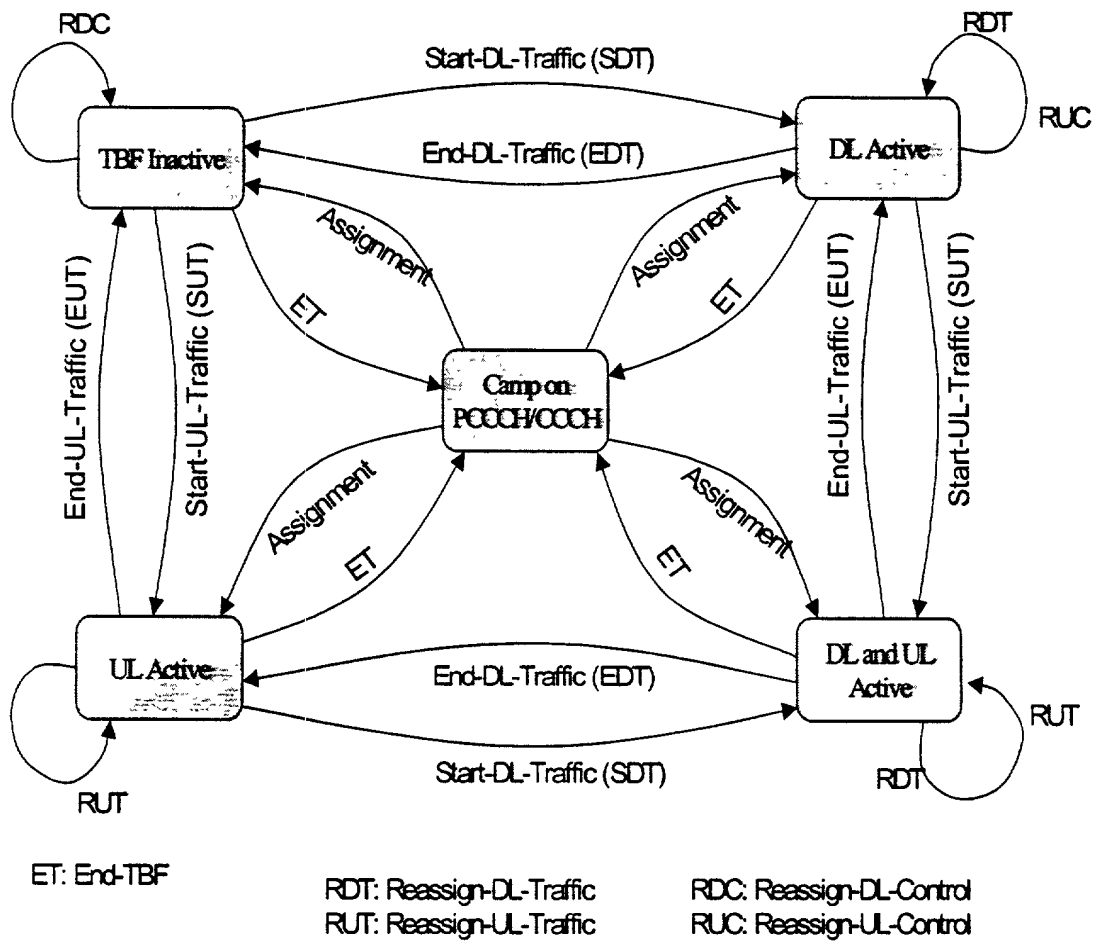 RDC
RDT
Start-DL-Traffic (SDT)
RUC
TBF Inactive
End-DL-Traffic (EDT)
DL Active
Assignment
Assignment
ET
ET
End-UL-Traffic (EUT)
Start-UL-Traffic (SUT)
End-UL-Traffic (EUT)
Start-UL-Traffic (SUT)
Camp on
PCCCH/CCCH
Assignment
ET
Assignment
ET
UL Active
End-DL-Traffic (EDT)
DL and UL
Active
RUT
Start-DL-Traffic (SDT)
RDT
RUT
ET: End-TBF
RDT: Reassign-DL-Traffic
RDC: Reassign-DL-Control
RUT: Reassign-UL-Traffic
RUC: Reassign-UL-Control